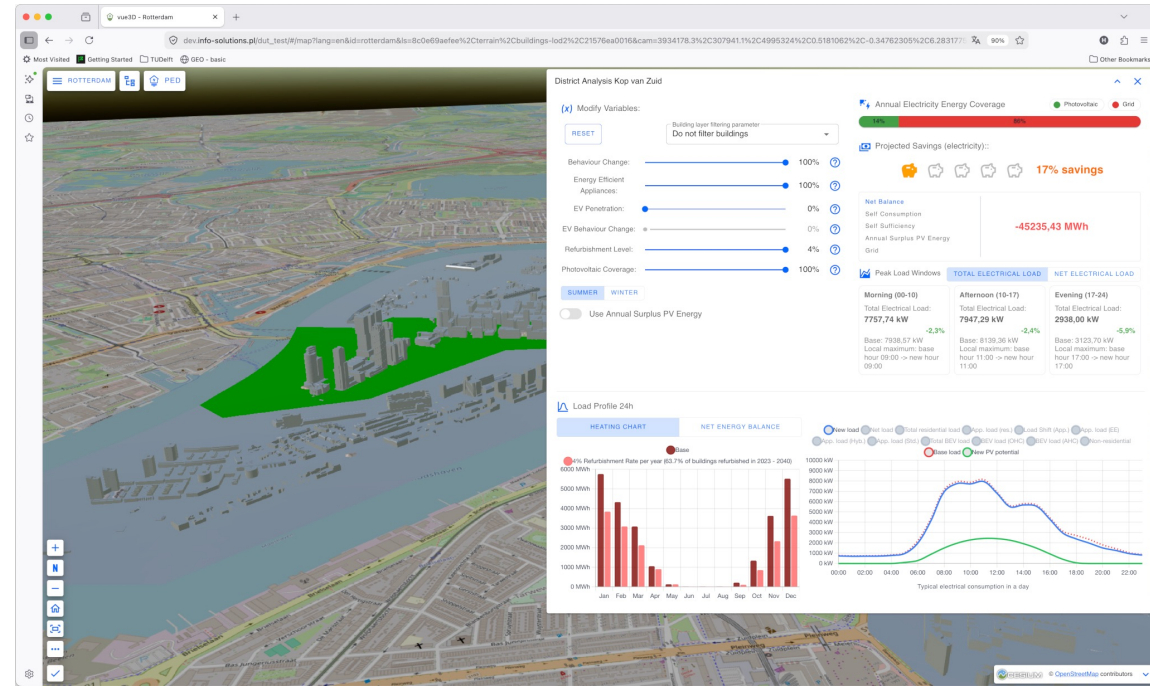 vue3D - Rotterdam
dev.info-solutions.pl/dut_test/#/map?lang=en&id=rotterdam&ls=8c0e69aefee%2Cterrain%2Cbuildings-lod2%2C21576ea0016&cam=3934178.3%2C307941.1%2C4995324%2C0.5181062%2C-0.34762305%2C6.283177
90%
Most Visited
Getting Started
TUDelft
GEO - basic
Other Bookmarks
ROTTERDAM
PED
District Analysis Kop van Zuid
(x) Modify Variables:
RESET
Building layer filtering parameter
Do not filter buildings
Behaviour Change:
100%
Energy Efficient
Appliances:
100%
EV Penetration:
0%
EV Behaviour Change:
0%
Refurbishment Level:
4%
Photovoltaic Coverage:
100%
SUMMER
WINTER
Use Annual Surplus PV Energy
Annual Electricity Energy Coverage
Photovoltaic
Grid
14%
86%
Projected Savings (electricity)::
17% savings
Net Balance
Self Consumption
Self Sufficiency
Annual Surplus PV Energy
Grid
-45235,43 MWh
Peak Load Windows
TOTAL ELECTRICAL LOAD
NET ELECTRICAL LOAD
Morning (00-10)
Total Electrical Load:
7757,74 kW
-2,3%
Base: 7938,57 kW
Local maximum: base
hour 09:00 -> new hour
09:00
Afternoon (10-17)
Total Electrical Load:
7947,29 kW
-2,4%
Base: 8139,36 kW
Local maximum: base
hour 11:00 -> new hour
11:00
Evening (17-24)
Total Electrical Load:
2938,00 kW
-5,9%
Base: 3123,70 kW
Local maximum: base
hour 17:00 -> new hour
17:00
Load Profile 24h
HEATING CHART
NET ENERGY BALANCE
Base
4% Refurbishment Rate per year (63.7% of buildings refurbished in 2023 - 2040)
6000 MWh
5000 MWh
4000 MWh
3000 MWh
2000 MWh
1000 MWh
0 MWh
Jan Feb Mar Apr May Jun Jul Aug Sep Oct Nov Dec
New load Net load Total residential load App. load (res.) Load Shift (App.) App. load (EE)
App. load (Hyb.) App. load (Std.) Total BEV load BEV load (OHC) BEV load (AHC) Non-residential
Base load New PV potential
10000 kW
9000 kW
8000 kW
7000 kW
6000 kW
5000 kW
4000 kW
3000 kW
2000 kW
1000 kW
0 kW
00:00 02:00 04:00 06:00 08:00 10:00 12:00 14:00 16:00 18:00 20:00 22:00
Typical electrical consumption in a day
N
CESIUM
© OpenStreetMap contributors